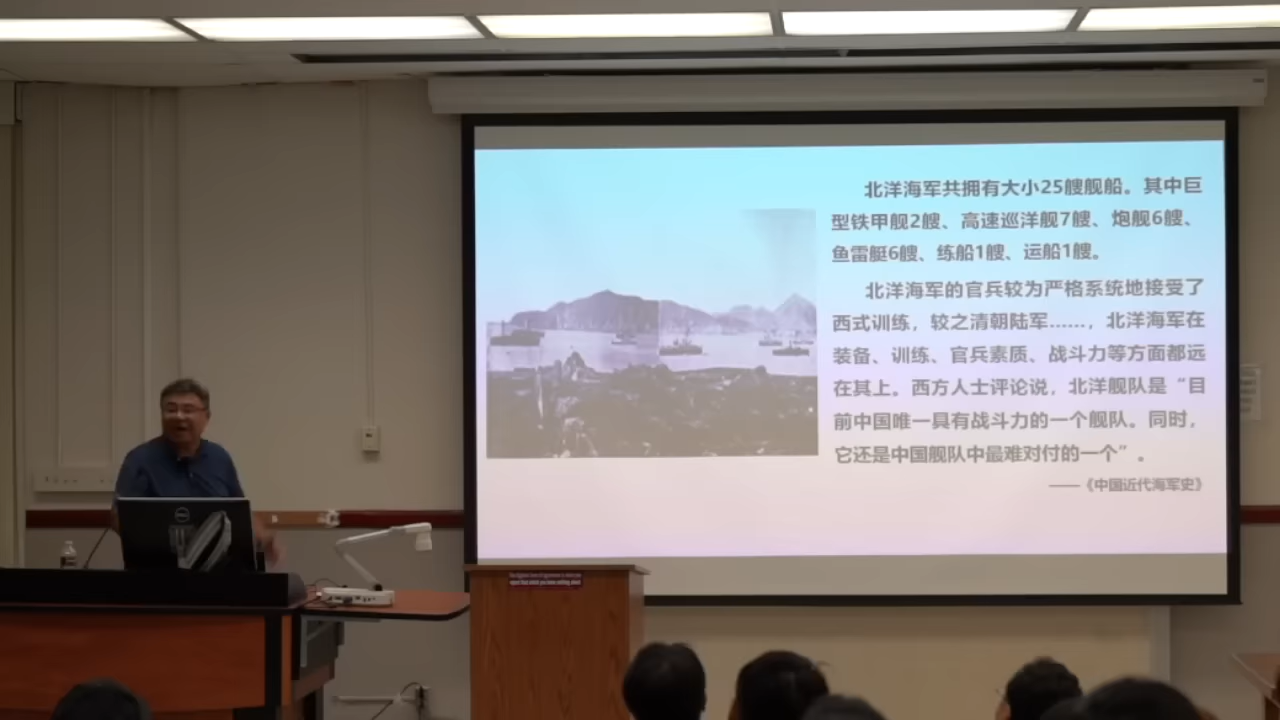 北洋海军共拥有大小25艘舰船。其中巨
型铁甲舰2艘、高速巡洋舰7艘、炮舰6艘、
鱼雷艇6艘、练船1艘、运船1艘。
北洋海军的官兵较为严格系统地接受了
西式训练，较之清朝陆军……，北洋海军在
装备、训练、官兵素质、战斗力等方面都远
在其上。西方人士评论说，北洋舰队是“目
前中国唯一具有战斗力的一个舰队。同时，
它还是中国舰队中最难对付的一个”。
——《中国近代海军史》
DELL